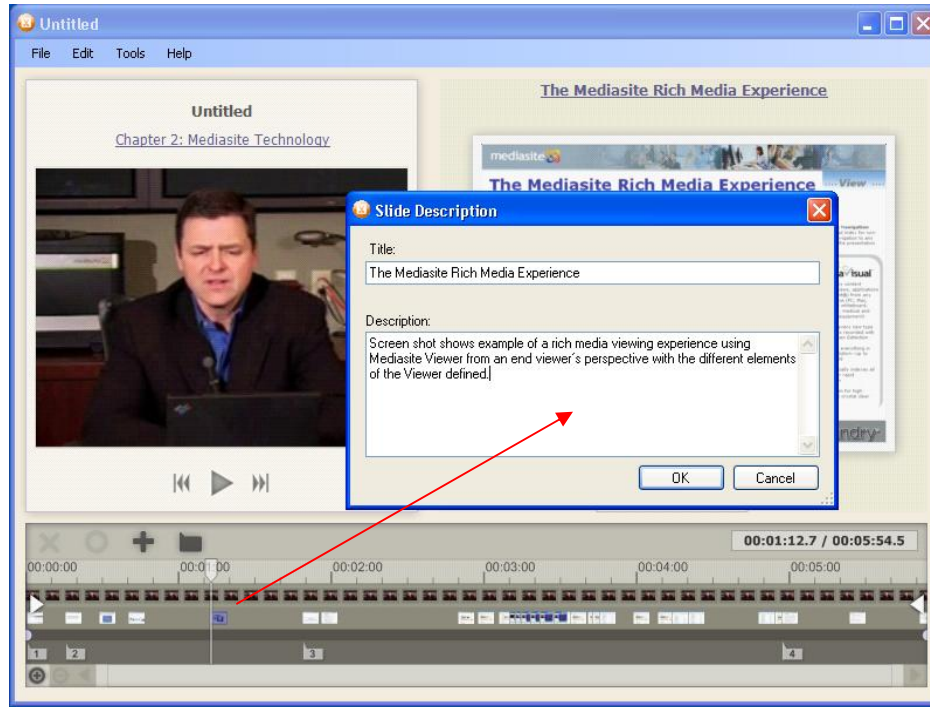 Untitled
File Edit Tools Help
Untitled
Chapter 2: Mediasite Technology
The Mediasite Rich Media Experience
mediasite
The Mediasite Rich Media Experience
View
Slide Description
Title:
The Mediasite Rich Media Experience
Description:
Screen shot shows example of a rich media viewing experience using
Mediasite Viewer from an end viewer´s perspective with the different elements
of the Viewer defined.
OK Cancel
00:01:12.7 / 00:05:54.5
00:00:00 00:01:00 00:02:00 00:03:00 00:04:00 00:05:00
1 2 3 4